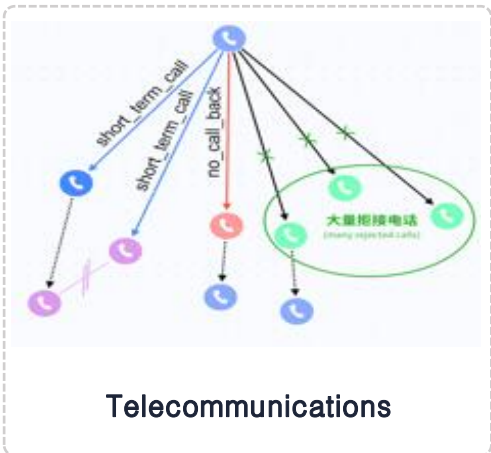 short_term_call
short_term_call
no_call_back
大量拒接电话
(many rejected calls)
Telecommunications